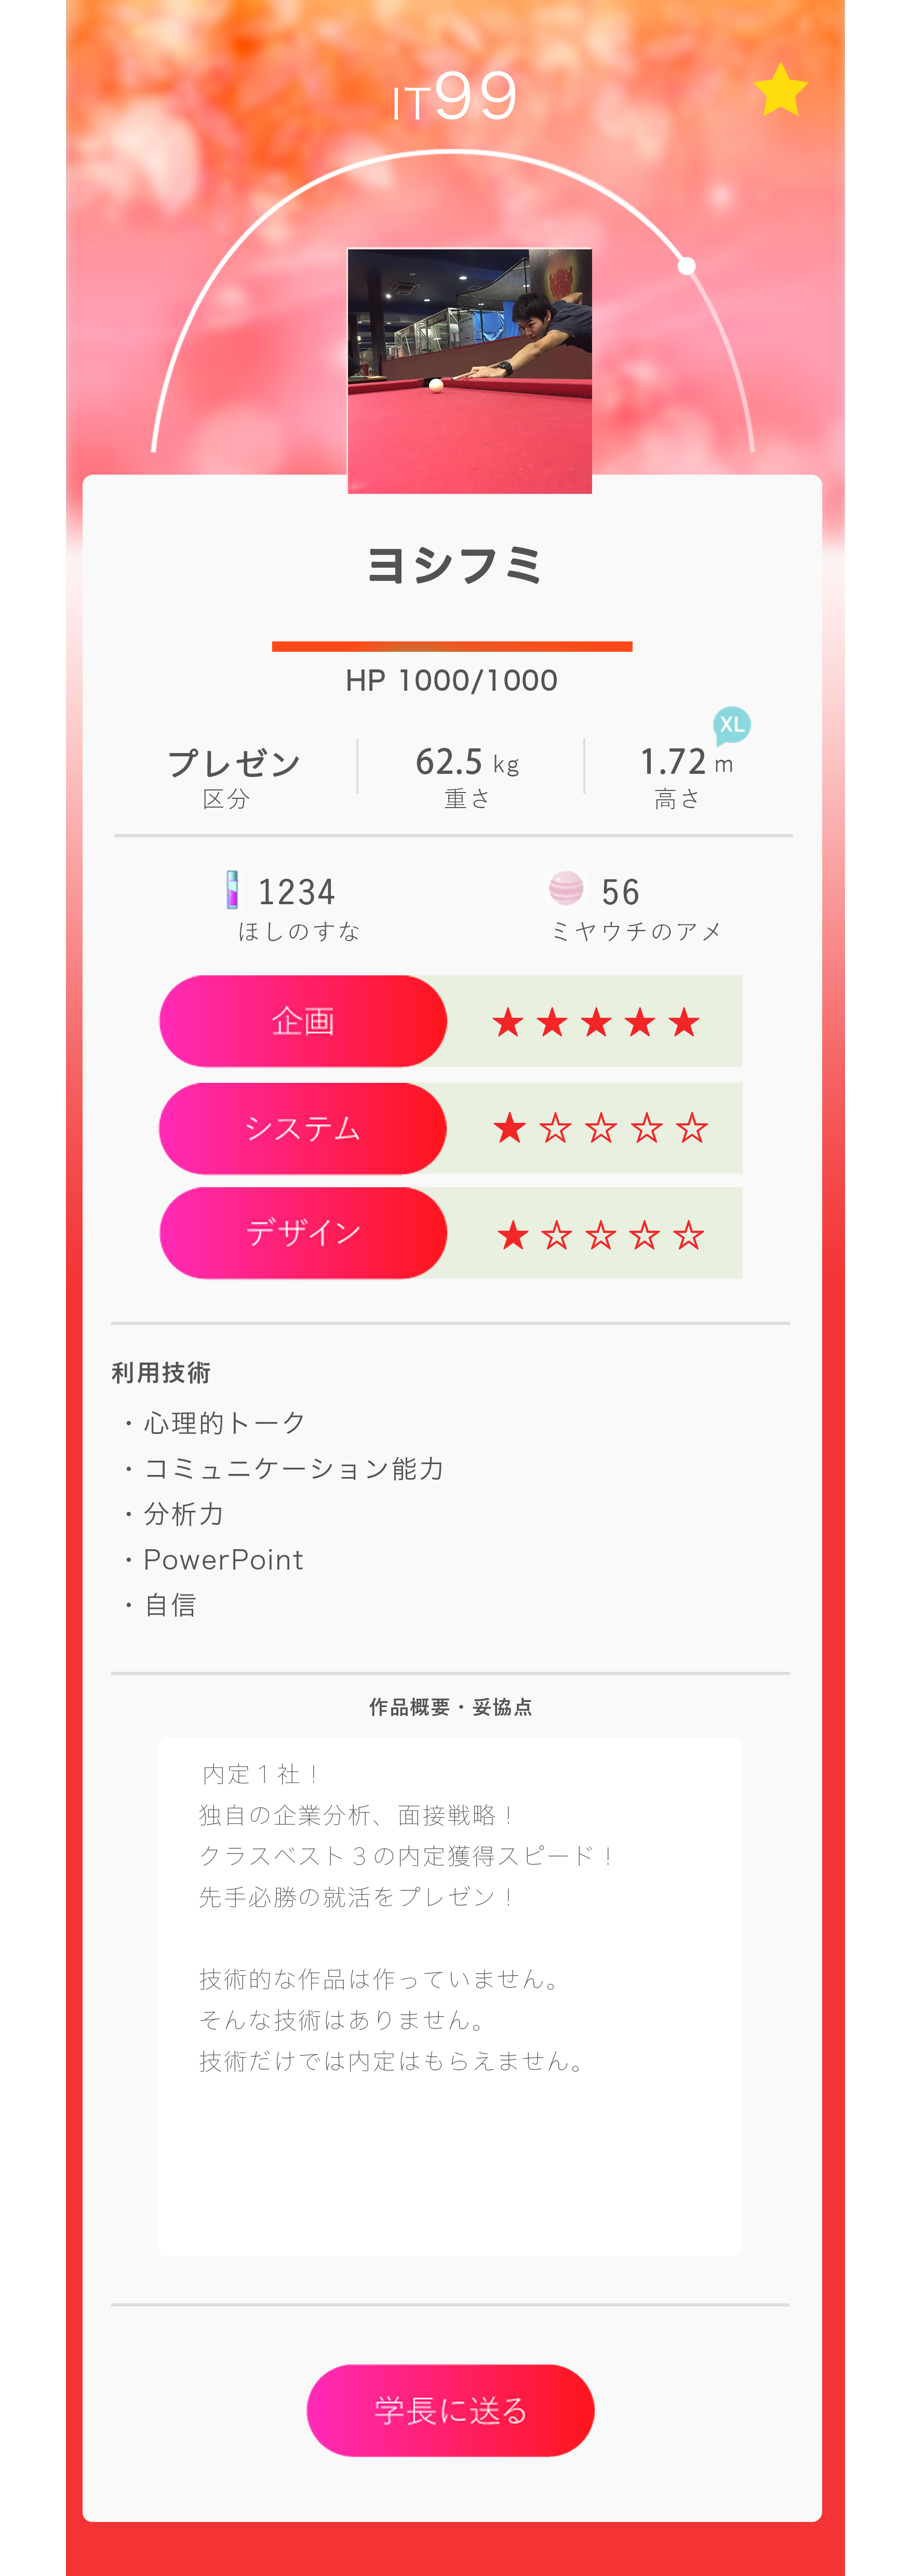 IT99
ヨシフミ
HP 1000/1000
XL
プレゼン 62.5 kg 1.72 m
区分 重さ 高さ
1234 56
ほしのすな ミヤウチのアメ
企画 ★★★★★
システム ★☆☆☆☆
デザイン ★☆☆☆☆
利用技術
・心理的トーク
・コミュニケーション能力
・分析力
・PowerPoint
・自信
作品概要・妥協点
内定１社！
独自の企業分析、面接戦略！
クラスベスト３の内定獲得スピード！
先手必勝の就活をプレゼン！
技術的な作品は作っていません。
そんな技術はありません。
技術だけでは内定はもらえません。
学長に送る